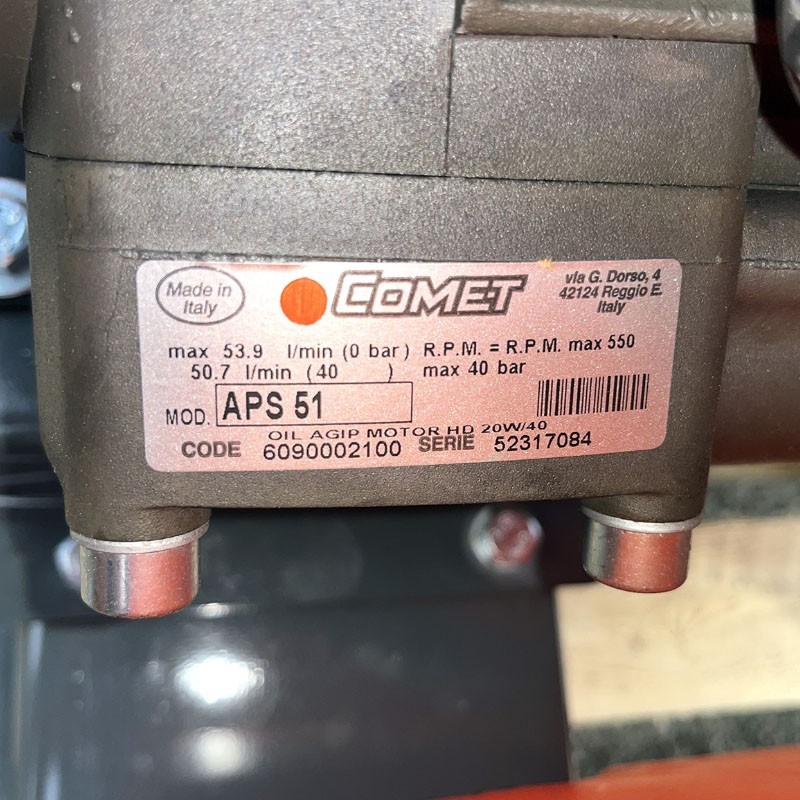 Made in
Italy
COMET
via G. Dorso, 4
42124 Reggio E.
Italy
max 53.9 l/min (0 bar) R.P.M. = R.P.M. max 550
50.7 l/min (40 ) max 40 bar
MOD. APS 51
OIL AGIP MOTOR HD 20W/40
CODE 6090002100 SERIE 52317084